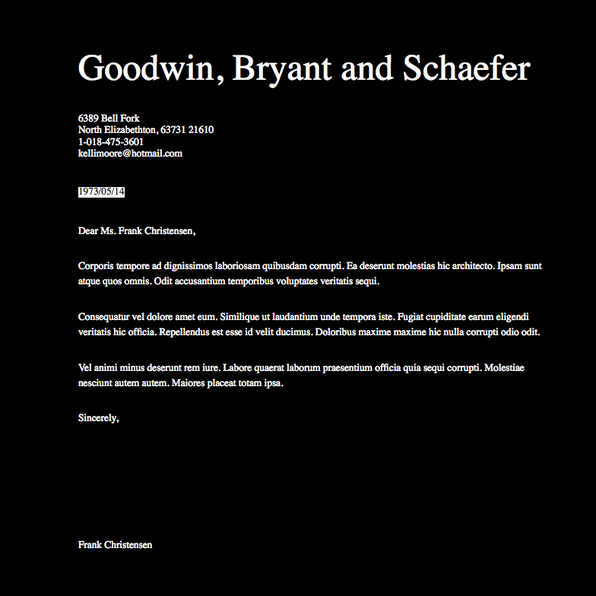 Goodwin, Bryant and Schaefer
6389 Bell Fork
North Elizabethton, 63731 21610
1-018-475-3601
kellimoore@hotmail.com
1973/05/14
Dear Ms. Frank Christensen,
Corporis tempore ad dignissimos laboriosam quibusdam corrupti. Ea deserunt molestias hic architecto. Ipsam sunt
atque quos omnis. Odit accusantium temporibus voluptates veritatis sequi.
Consequatur vel dolore amet eum. Similique ut laudantium unde tempora iste. Fugiat cupiditate earum eligendi
veritatis hic officia. Repellendus est esse id velit ducimus. Doloribus maxime maxime hic nulla corrupti odio odit.
Vel animi minus deserunt rem iure. Labore quaerat laborum praesentium officia quia sequi corrupti. Molestiae
nesciunt autem autem. Maiores placeat totam ipsa.
Sincerely,
Frank Christensen